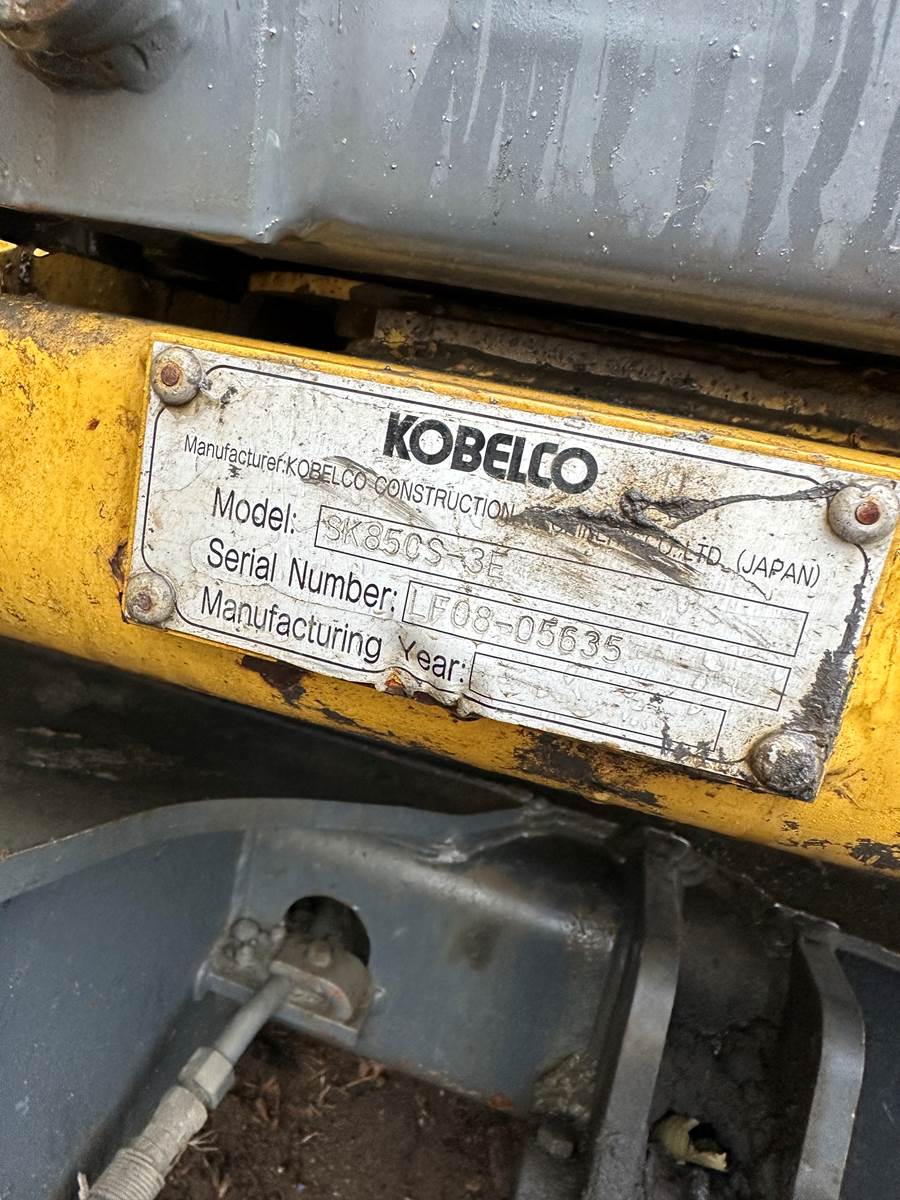 KOBELCO
Manufacturer:KOBELCO CONSTRUCTION CO.,LTD. (JAPAN)
Model: SK85CS-3E
Serial Number: LF08-05635
Manufacturing Year: